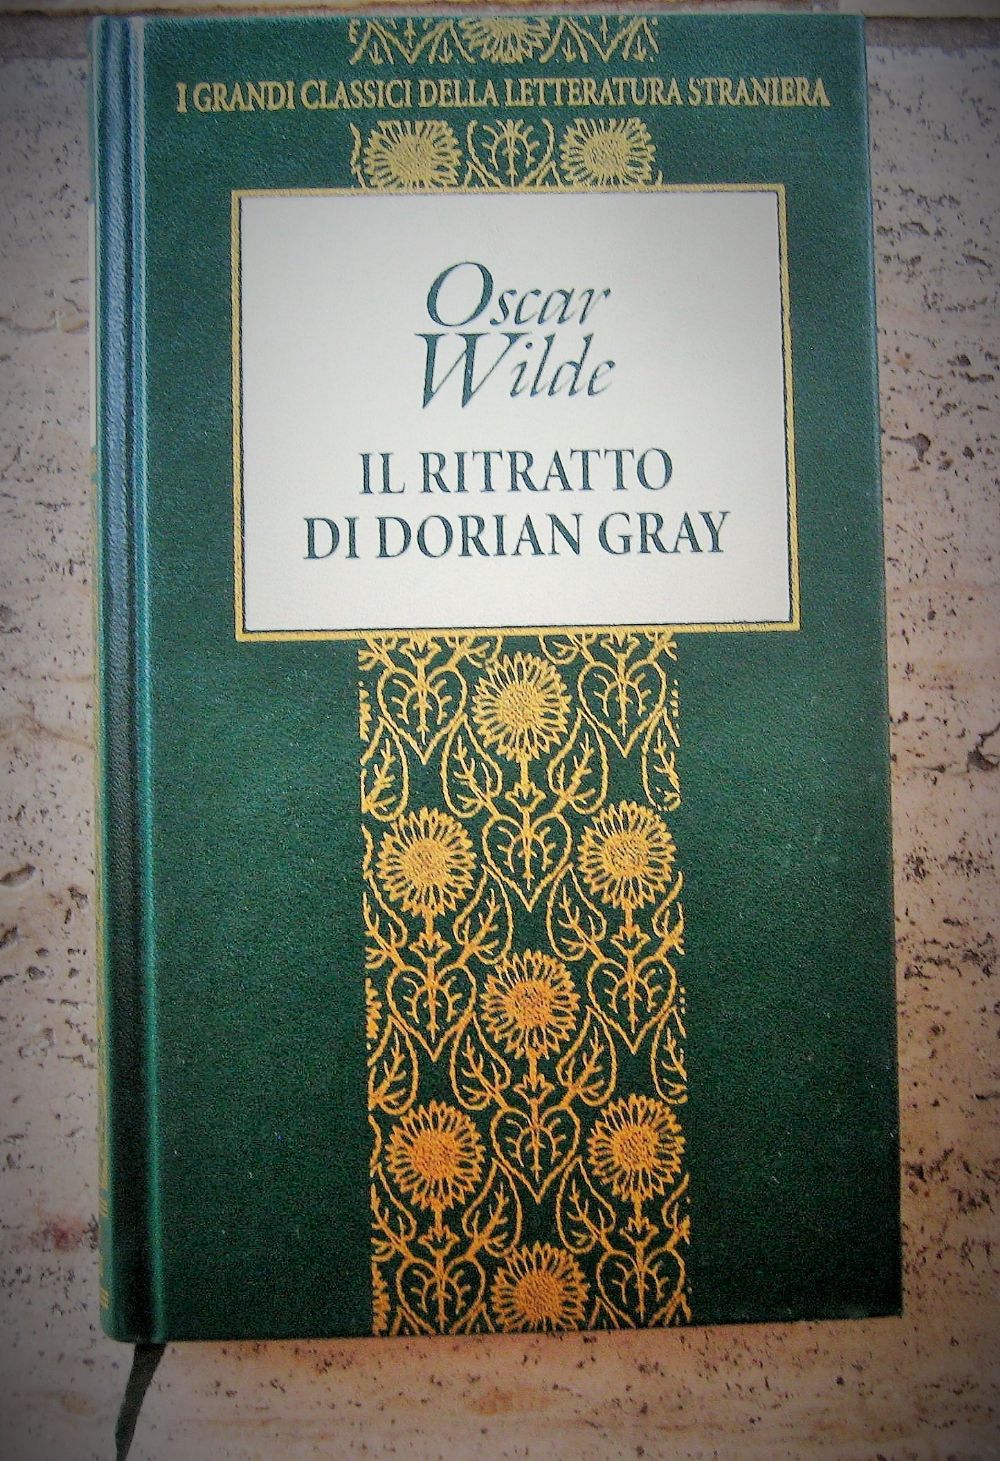 I GRANDI CLASSICI DELLA LETTERATURA STRANIERA
Oscar
Wilde
IL RITRATTO
DI DORIAN GRAY